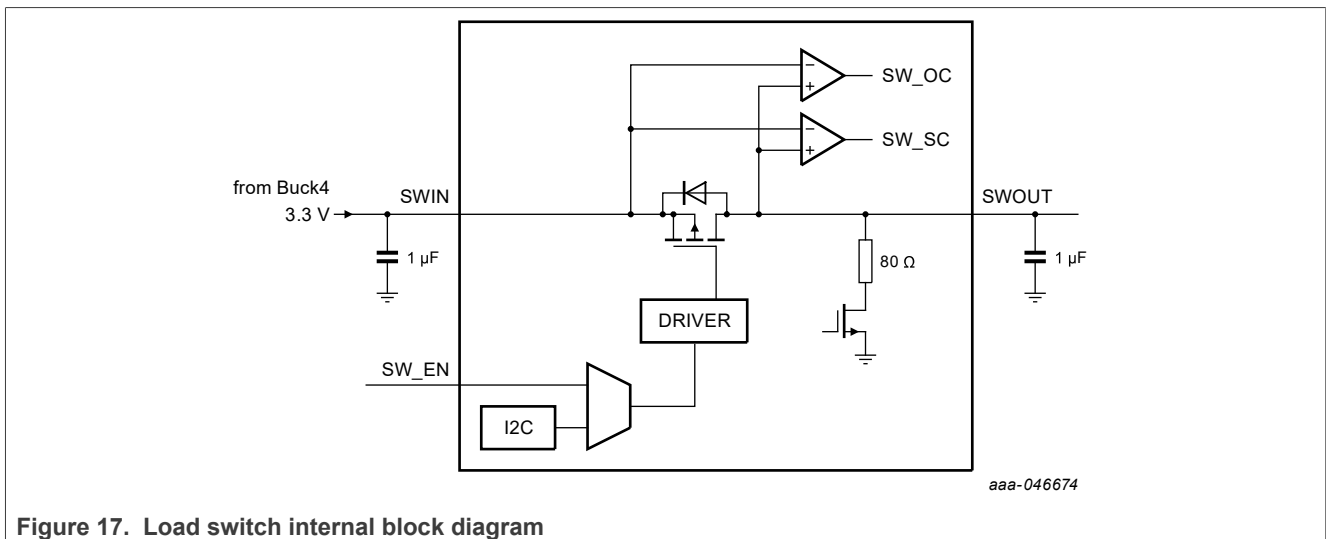 SW_OC
SW_SC
from Buck4
3.3 V
SWIN
SWOUT
1 µF
80 Ω
1 µF
DRIVER
SW_EN
I2C
aaa-046674
Figure 17. Load switch internal block diagram